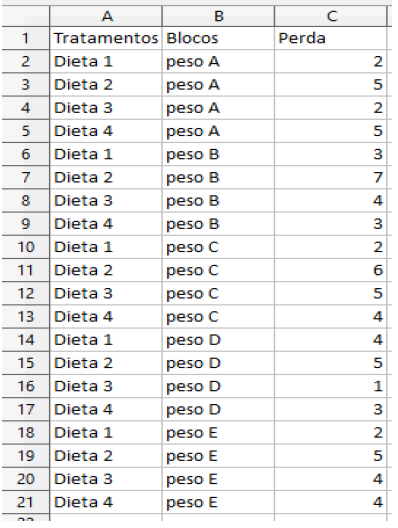 A B C
1 Tratamentos Blocos Perda
2 Dieta 1 peso A 2
3 Dieta 2 peso A 5
4 Dieta 3 peso A 2
5 Dieta 4 peso A 5
6 Dieta 1 peso B 3
7 Dieta 2 peso B 7
8 Dieta 3 peso B 4
9 Dieta 4 peso B 3
10 Dieta 1 peso C 2
11 Dieta 2 peso C 6
12 Dieta 3 peso C 5
13 Dieta 4 peso C 4
14 Dieta 1 peso D 4
15 Dieta 2 peso D 5
16 Dieta 3 peso D 1
17 Dieta 4 peso D 3
18 Dieta 1 peso E 2
19 Dieta 2 peso E 5
20 Dieta 3 peso E 4
21 Dieta 4 peso E 4